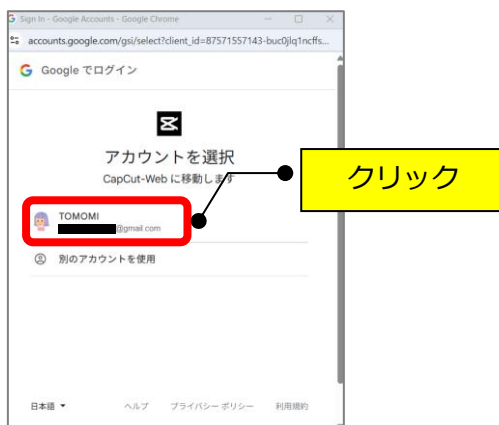 Sign In - Google Accounts - Google Chrome
accounts.google.com/gsi/select?client_id=87571557143-buc0jlq1ncffs...
Google でログイン
アカウントを選択
CapCut-Web に移動します
クリック
TOMOMI
@gmail.com
別のアカウントを使用
日本語 ヘルプ プライバシー ポリシー 利用規約